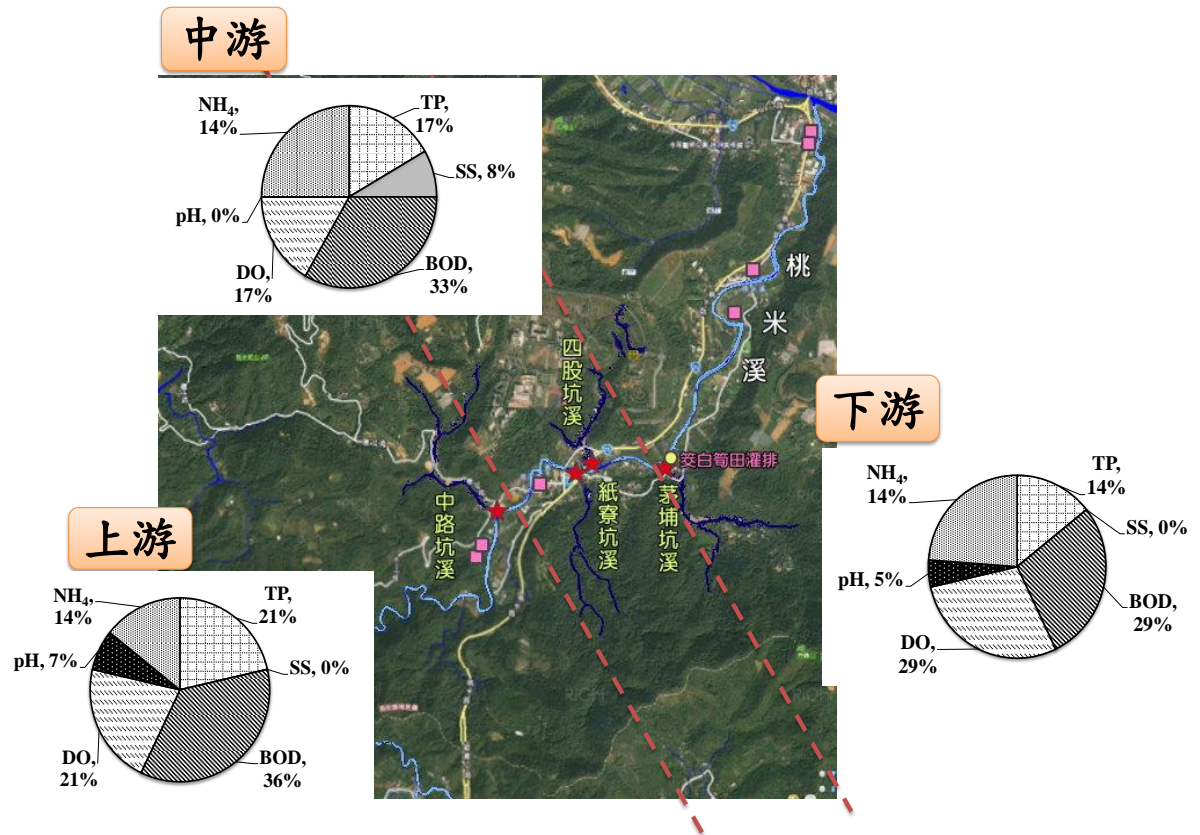 中游
NH₄,
14%
TP,
17%
SS, 8%
pH, 0%
DO,
17%
BOD,
33%
桃
米
溪
四股坑溪
茭白筍田灌排
中路坑溪
紙寮坑溪
茅埔坑溪
下游
NH₄,
14%
TP,
14%
SS, 0%
pH, 5%
BOD,
29%
DO,
29%
上游
NH₄,
14%
TP,
21%
pH, 7%
SS, 0%
DO,
21%
BOD,
36%